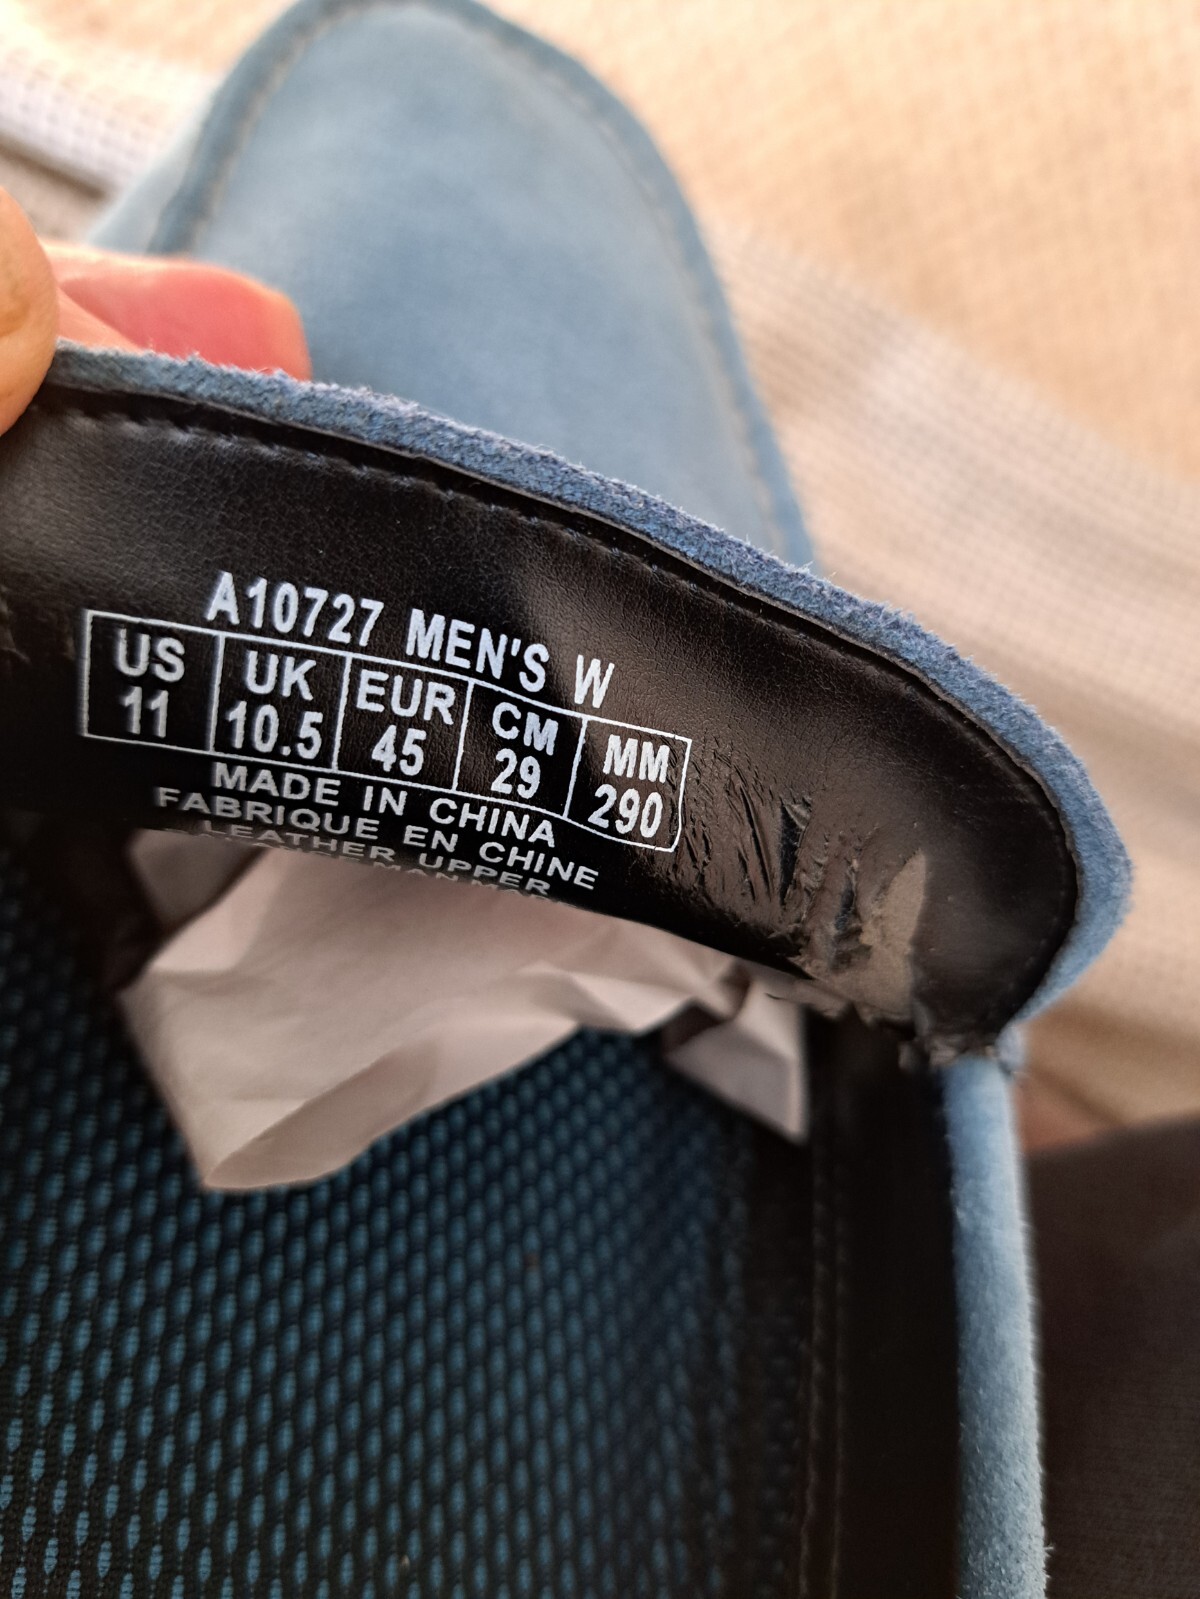 A10727 MEN'S W
US UK EUR CM MM
11 10.5 45 29 290
MADE IN CHINA
FABRIQUE EN CHINE
LEATHER UPPER